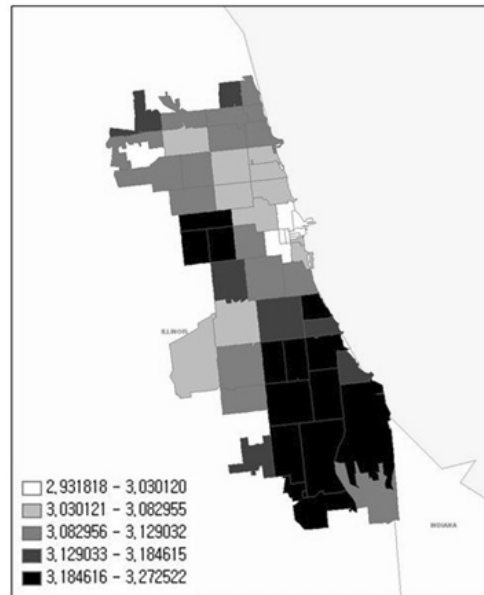 ILLINOIS
2,931818 - 3,030120
3,030121 - 3,082955
3,082956 - 3,129032
3,129033 - 3,184615
3,184616 - 3,272522
INDIANA